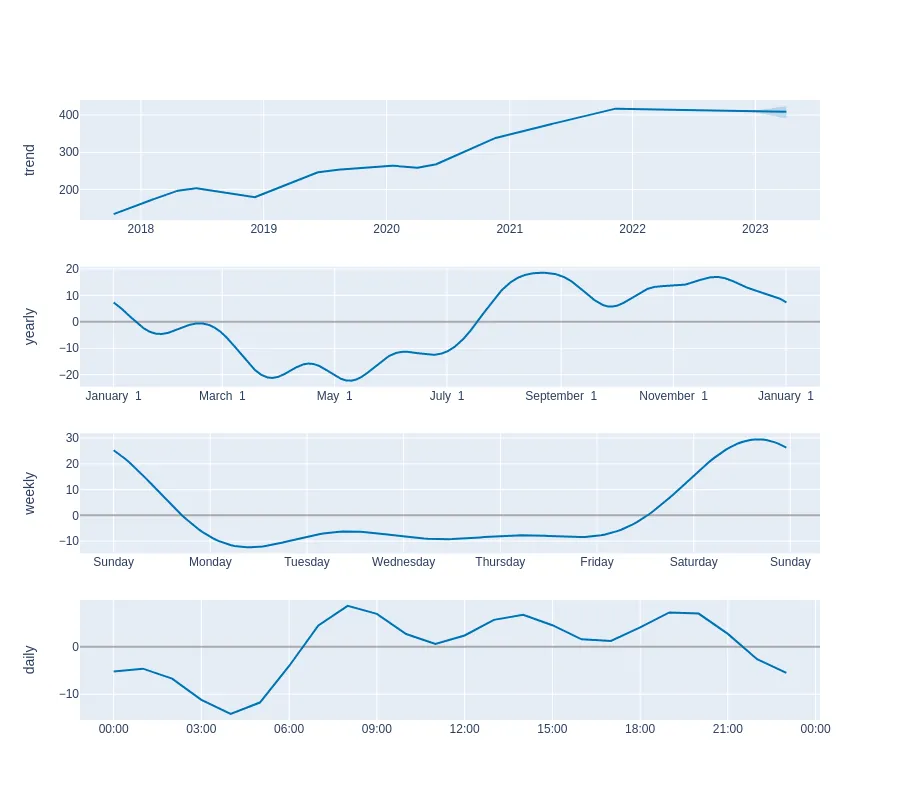 trend
400
300
200
2018 2019 2020 2021 2022 2023
yearly
20
10
0
−10
−20
January 1 March 1 May 1 July 1 September 1 November 1 January 1
weekly
30
20
10
0
−10
Sunday Monday Tuesday Wednesday Thursday Friday Saturday Sunday
daily
0
−10
00:00 03:00 06:00 09:00 12:00 15:00 18:00 21:00 00:00